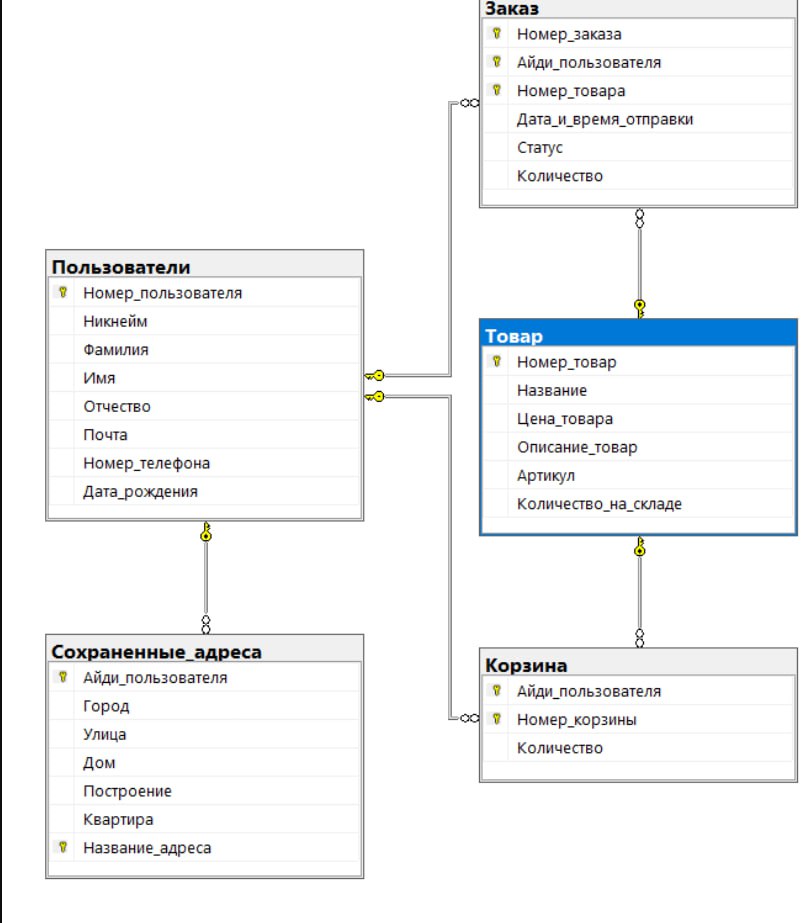 Заказ
Номер_заказа
Айди_пользователя
Номер_товара
Дата_и_время_отправки
Статус
Количество
Пользователи
Номер_пользователя
Никнейм
Фамилия
Имя
Отчество
Почта
Номер_телефона
Дата_рождения
Товар
Номер_товар
Название
Цена_товара
Описание_товар
Артикул
Количество_на_складе
Сохраненные_адреса
Айди_пользователя
Город
Улица
Дом
Построение
Квартира
Название_адреса
Корзина
Айди_пользователя
Номер_корзины
Количество